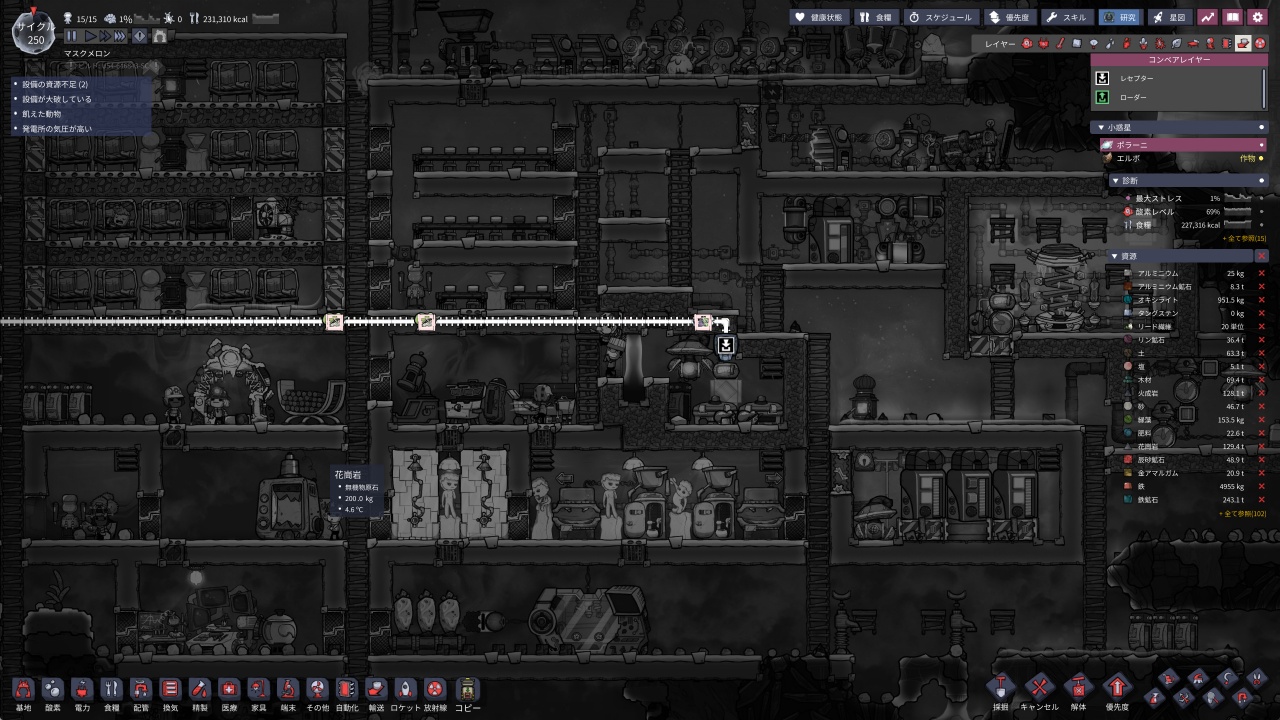 サイクル
250
15/15
1%
0
231,310 kcal
マスクメロン
健康状態
食糧
スケジュール
優先度
スキル
研究
星図
レイヤー
コンベアレイヤー
レセプター
ローダー
設備の資源不足 (2)
設備が大破している
飢えた動物
発電所の気圧が高い
小惑星
ポラーニ
エルボ 作物
診断
最大ストレス 1%
酸素レベル 69%
食糧 227,316 kcal
+ 全て参照(15)
資源
アルミニウム 25 kg
アルミニウム鉱石 8.3 t
オキシライト 951.5 kg
タングステン 0 kg
リード繊維 20 単位
リン鉱石 36.4 t
土 63.3 t
塩 5.1 t
木材 69.4 t
火成岩 128.1 t
砂 46.7 t
緑藻 153.5 kg
肥料 22.6 t
花崗岩 129.4 t
辰砂鉱石 48.9 t
金アマルガム 20.9 t
鉄 4955 kg
鉄鉱石 243.1 t
+ 全て参照(102)
花崗岩
無機物原石
200.0 kg
4.6 °C
基地
酸素
電力
食糧
配管
換気
精製
医療
家具
端末
その他
自動化
輸送
ロケット
放射線
コピー
採掘
キャンセル
解体
優先度